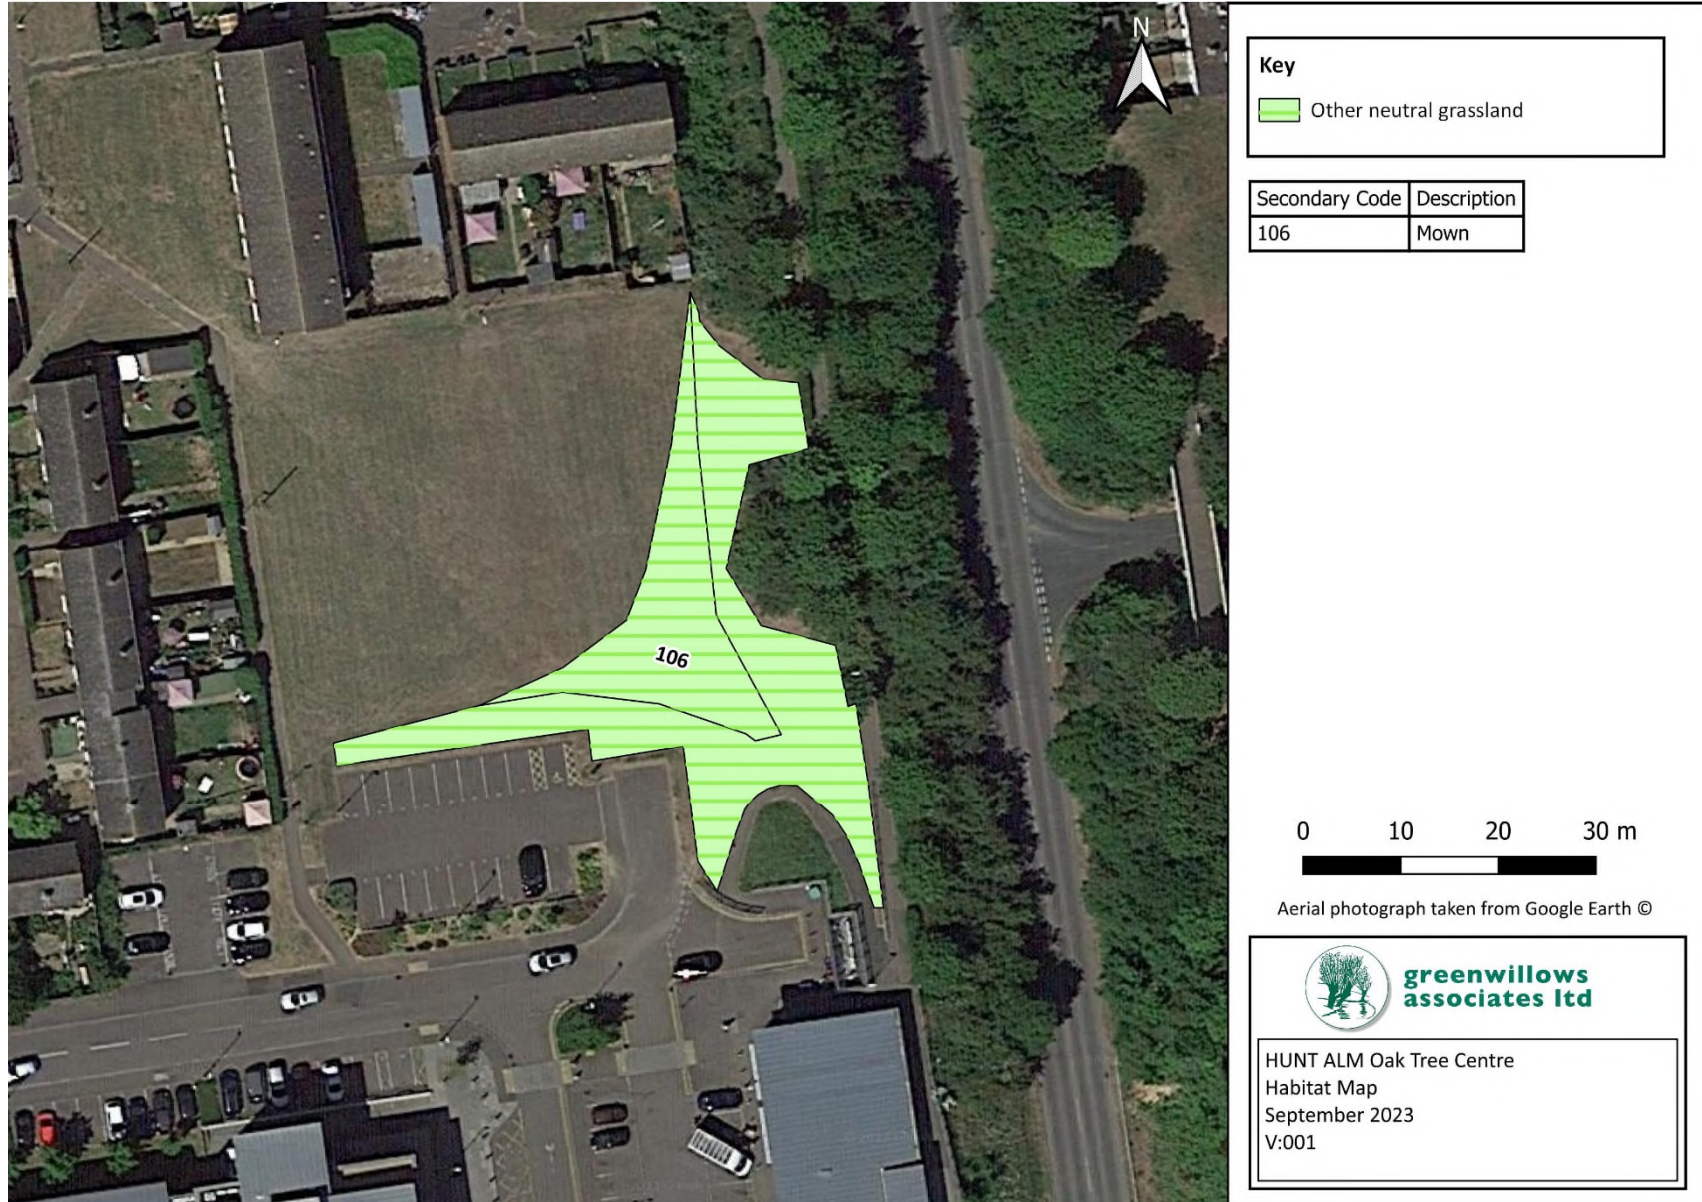 N
106
Key
Other neutral grassland
Secondary Code Description
106 Mown
0 10 20 30 m
Aerial photograph taken from Google Earth ©
greenwillows
associates ltd
HUNT ALM Oak Tree Centre
Habitat Map
September 2023
V:001